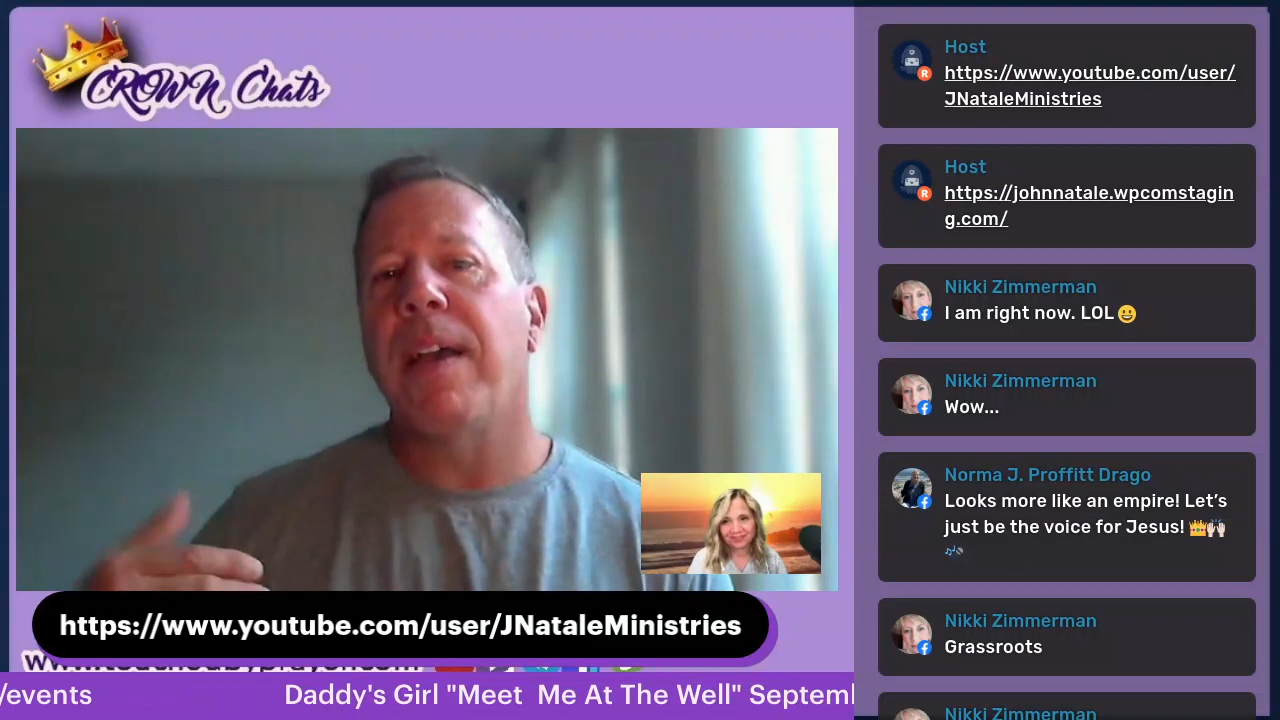 CROWN Chats
https://www.youtube.com/user/JNataleMinistries
/events Daddy's Girl "Meet Me At The Well"
Host
https://www.youtube.com/user/
JNataleMinistries
Host
https://johnnatale.wpcomstagin
g.com/
Nikki Zimmerman
I am right now. LOL😀
Nikki Zimmerman
Wow...
Norma J. Proffitt Drago
Looks more like an empire! Let’s
just be the voice for Jesus! 👑🙌🏻
🎶
Nikki Zimmerman
Grassroots
Nikki Zimmerman